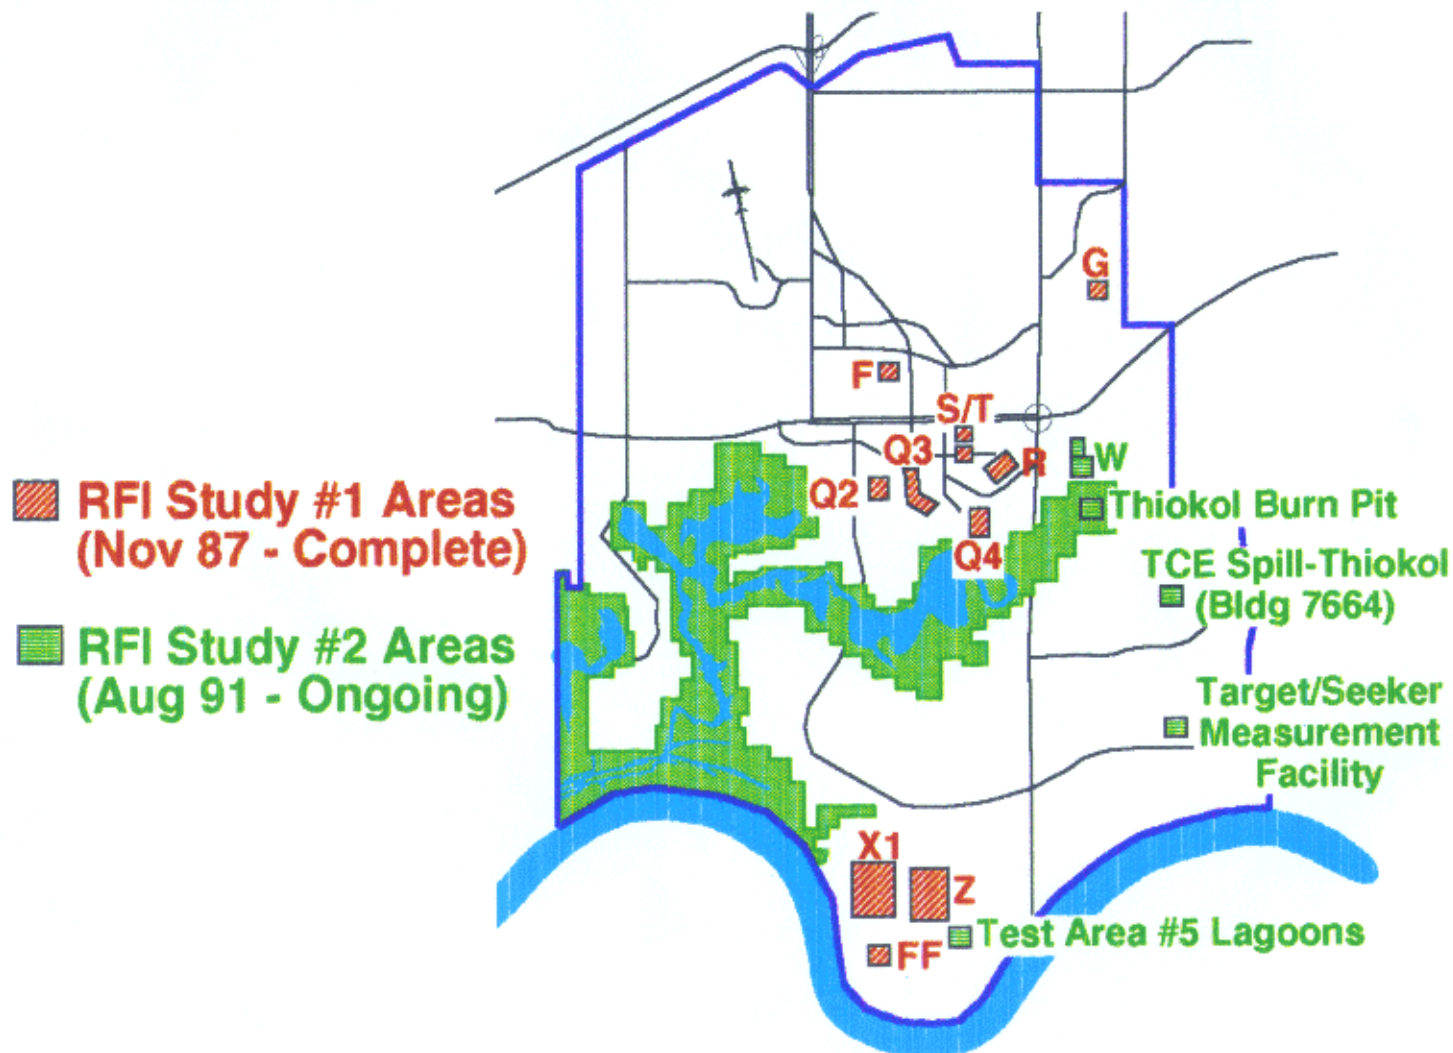 G
F
S/T
Q3
R
W
Q2
Thiokol Burn Pit
Q4
TCE Spill-Thiokol
(Bldg 7664)
RFI Study #1 Areas
(Nov 87 - Complete)
RFI Study #2 Areas
(Aug 91 - Ongoing)
Target/Seeker
Measurement
Facility
X1
Z
Test Area #5 Lagoons
FF